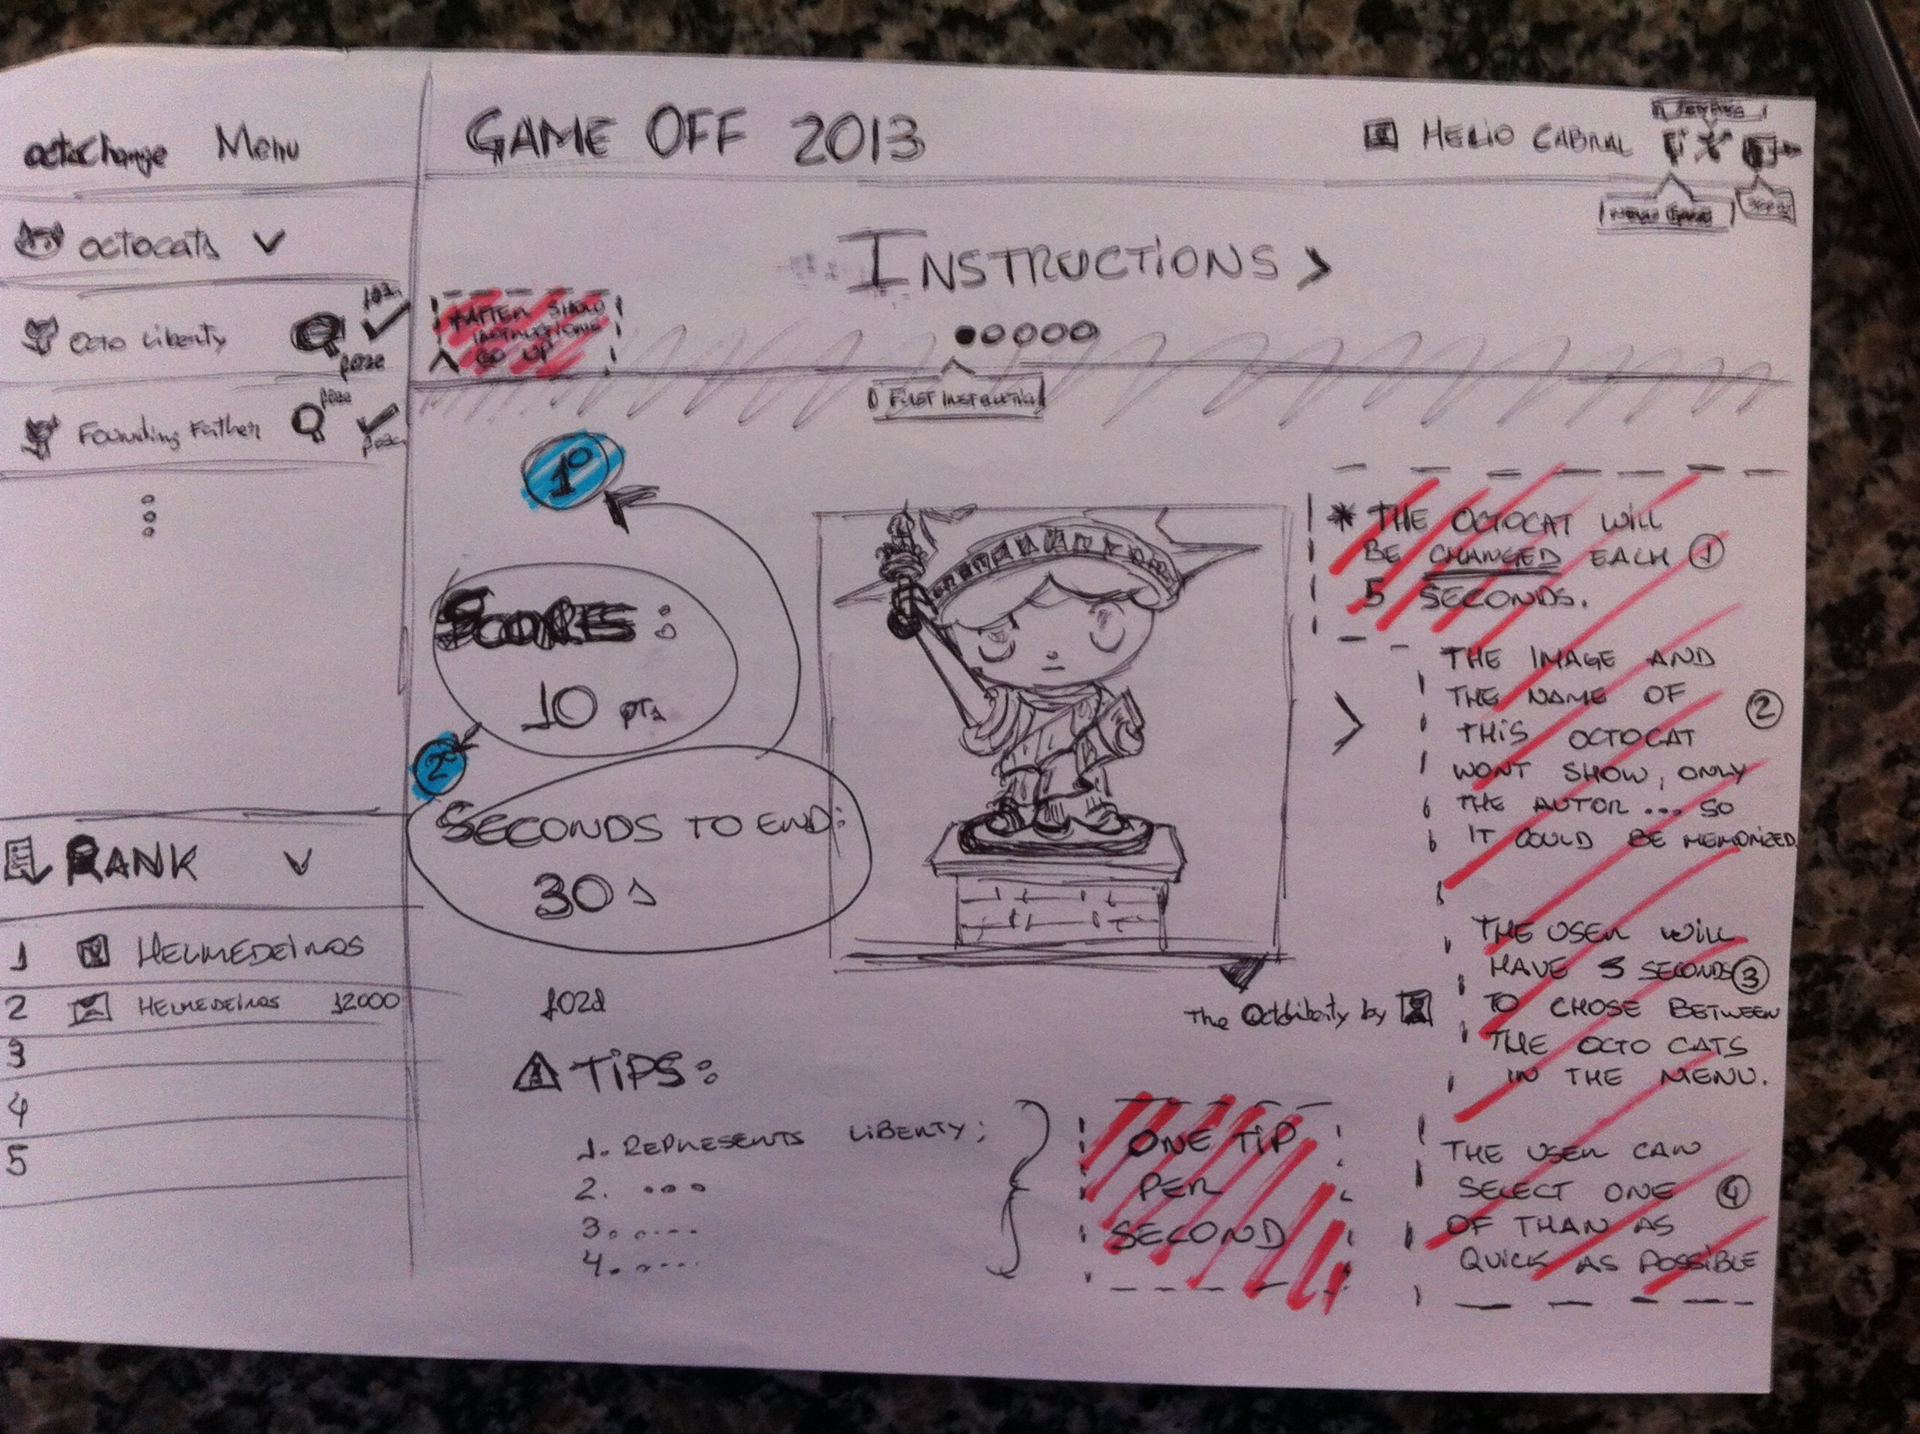 octoChange Menu
GAME OFF 2013
HELIO CABRAL
octocats
INSTRUCTIONS >
Octo Liberty
* AFTER SHOW
INSTRUCTIONS
GO UP
FIRST INSTRUCTION
Founding Father
1º
SCORES:
10 pts
2º
SECONDS TO END:
30 s
* THE OCTOCAT WILL
BE CHANGED EACH ①
5 SECONDS.
THE IMAGE AND
THE NAME OF ②
THIS OCTOCAT
WONT SHOW, ONLY
THE AUTOR ... SO
IT COULD BE MEMORIZED
THE USER WILL
HAVE 5 SECONDS ③
TO CHOSE BETWEEN
THE OCTO CATS
IN THE MENU.
THE USER CAN
SELECT ONE ④
OF THAN AS
QUICK AS POSSIBLE
RANK
1 HELMEDEIROS
2 HELMEDEIROS 12000
3
4
5
The OctoLiberty by
TIPS:
1. REPRESENTS LIBERTY;
2. ...
3. .....
4. .....
ONE TIP
PER
SECOND